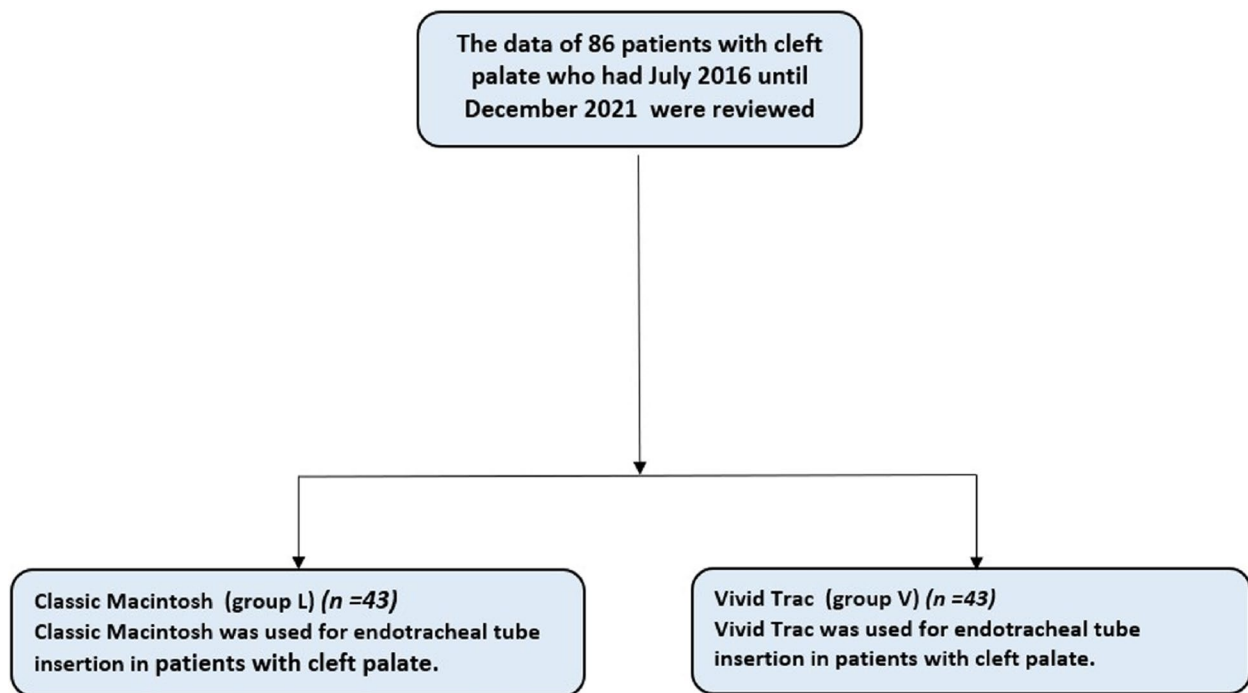 The data of 86 patients with cleft
palate who had July 2016 until
December 2021 were reviewed
Classic Macintosh (group L) (n =43)
Classic Macintosh was used for endotracheal tube
insertion in patients with cleft palate.
Vivid Trac (group V) (n =43)
Vivid Trac was used for endotracheal tube
insertion in patients with cleft palate.